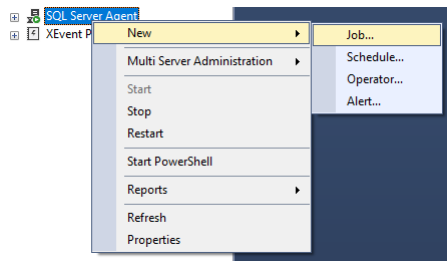 SQL Server Agent
XEvent P
New
Multi Server Administration
Start
Stop
Restart
Start PowerShell
Reports
Refresh
Properties
Job...
Schedule...
Operator...
Alert...